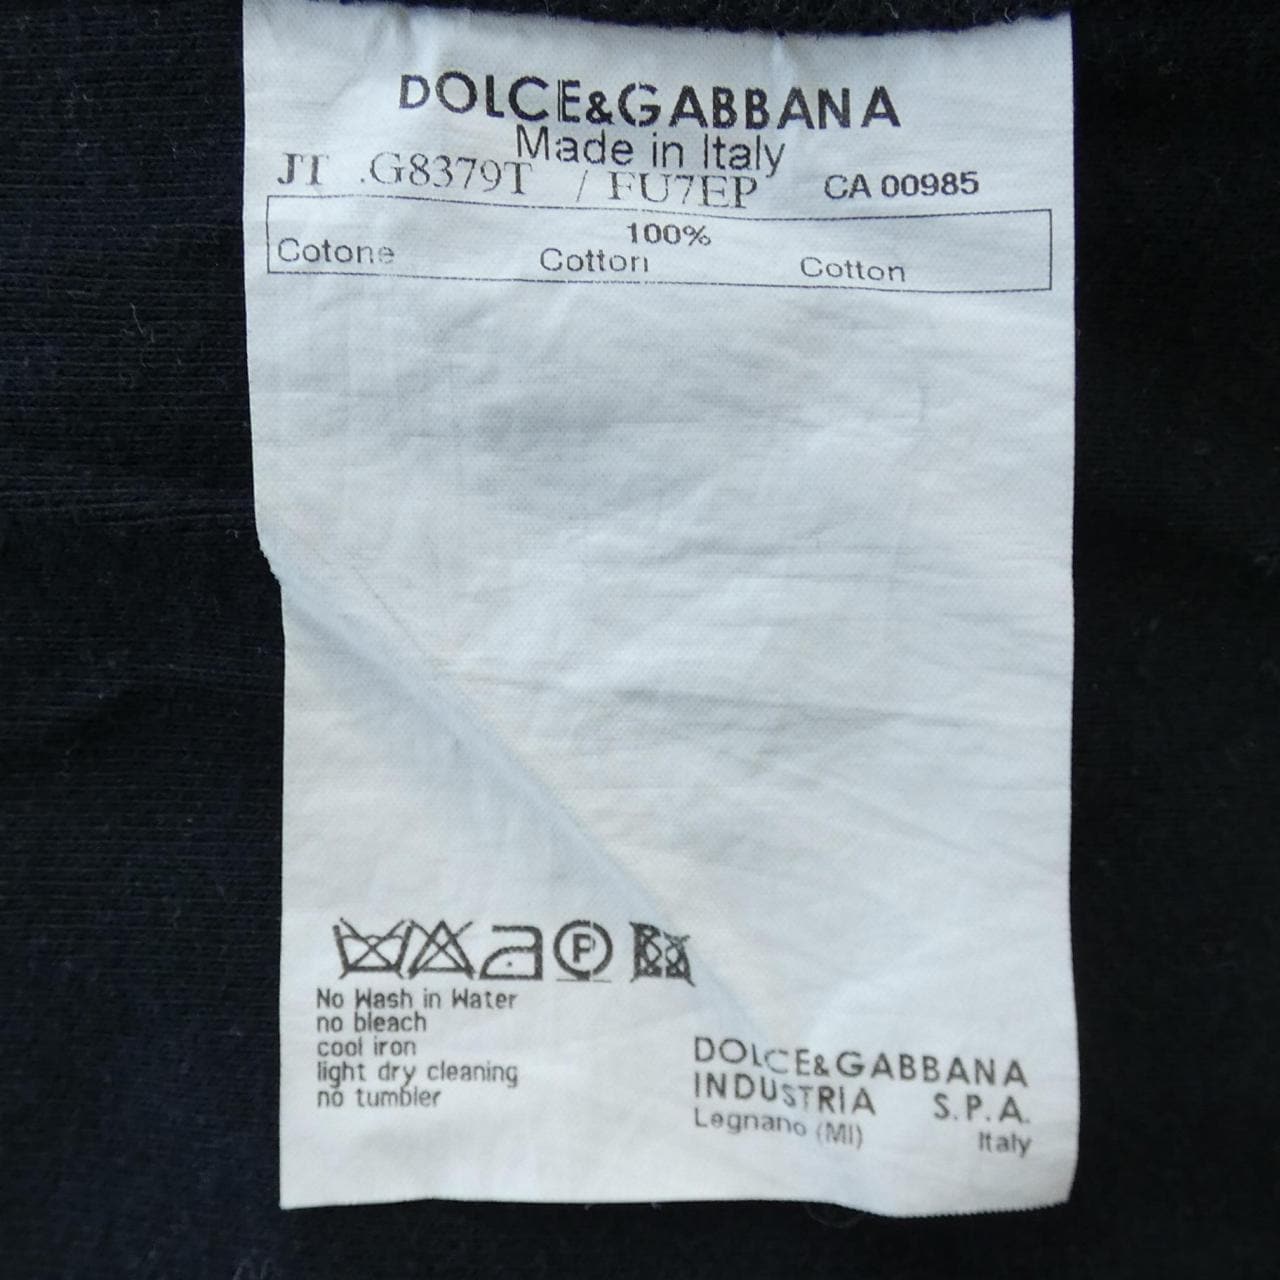 DOLCE&GABBANA
Made in Italy
JT .G8379T / FU7EP CA 00985
100%
Cotone Cotton Cotton
P
No Wash in Water
no bleach
cool iron
light dry cleaning
no tumbler
DOLCE&GABBANA
INDUSTRIA S.P.A.
Legnano (MI) Italy